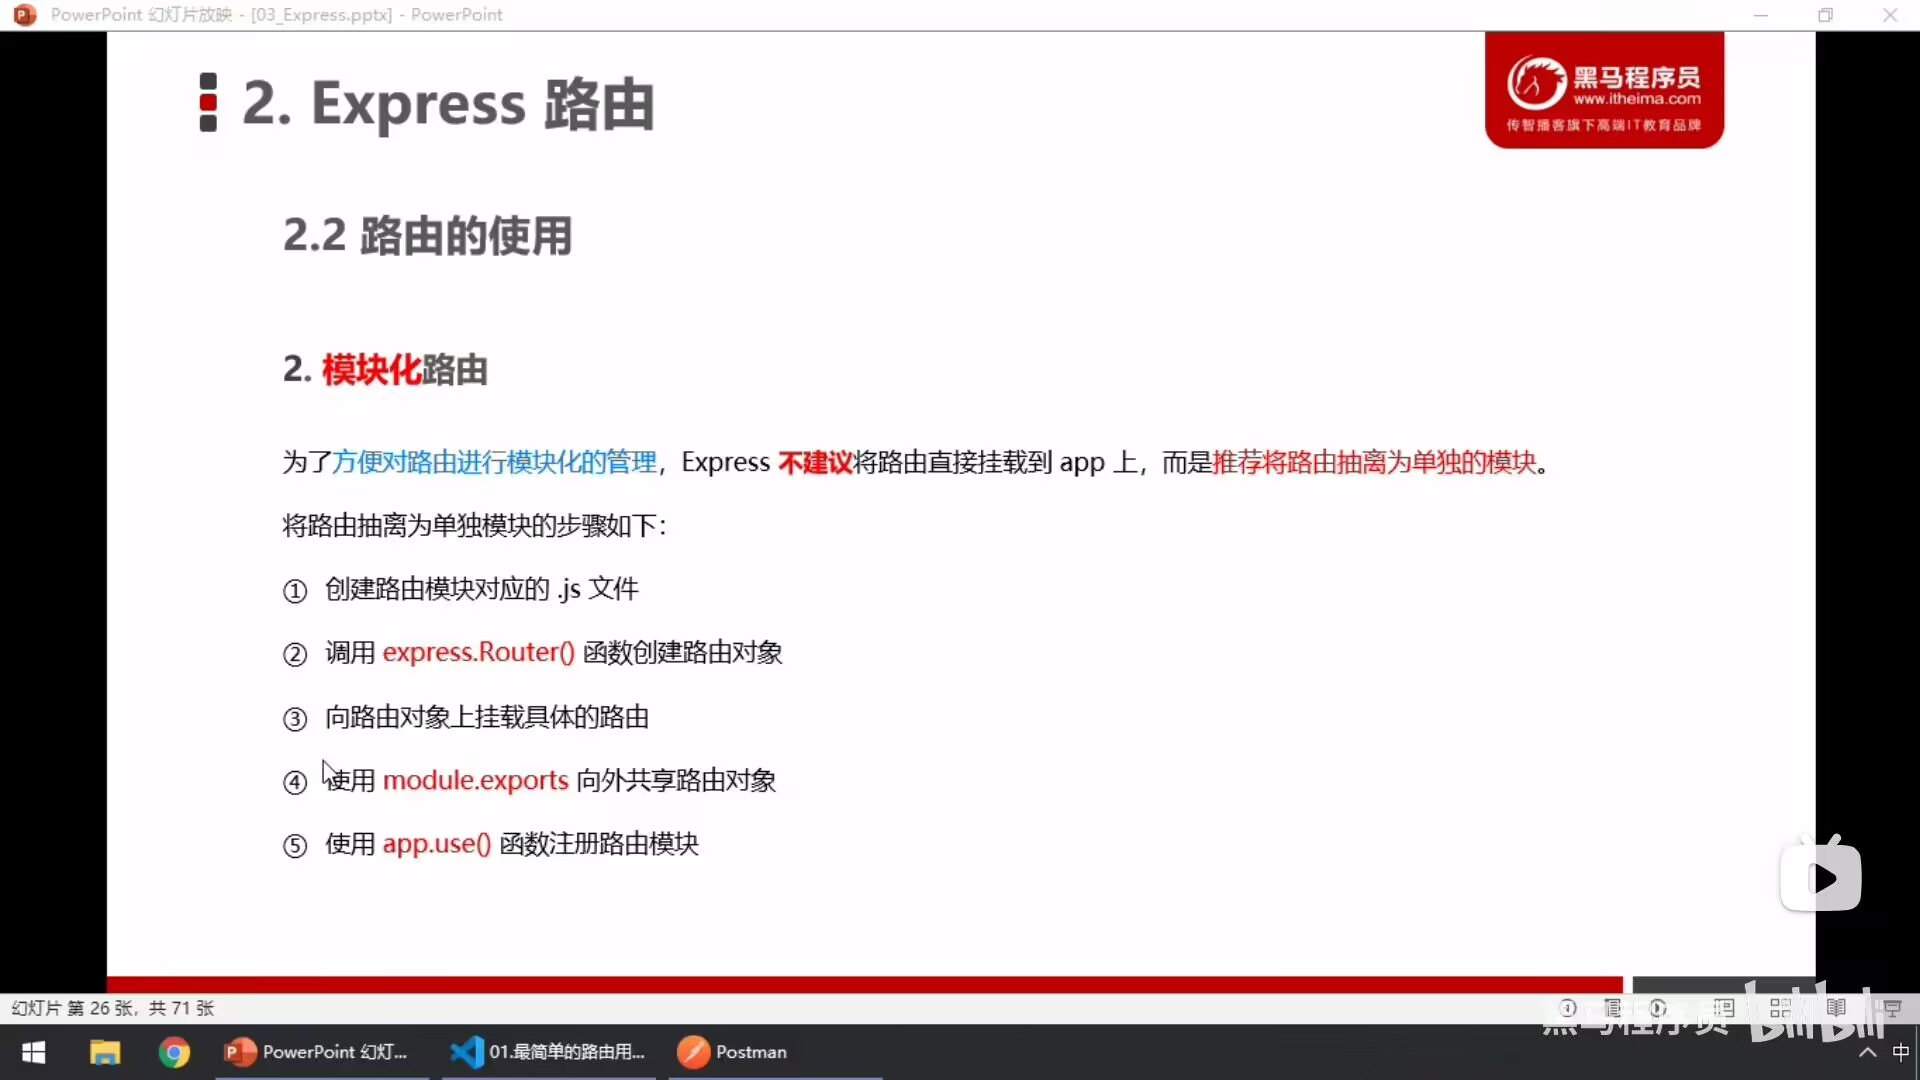 PowerPoint 幻灯片放映 - [03_Express.pptx] - PowerPoint
黑马程序员
www.itheima.com
传智播客旗下高端IT教育品牌
2. Express 路由
2.2 路由的使用
2. 模块化路由
为了方便对路由进行模块化的管理，Express 不建议将路由直接挂载到 app 上，而是推荐将路由抽离为单独的模块。
将路由抽离为单独模块的步骤如下：
① 创建路由模块对应的 .js 文件
② 调用 express.Router() 函数创建路由对象
③ 向路由对象上挂载具体的路由
④ 使用 module.exports 向外共享路由对象
⑤ 使用 app.use() 函数注册路由模块
幻灯片 第 26 张，共 71 张
黑马程序员 bilibili
PowerPoint 幻灯...
01.最简单的路由用...
Postman
中